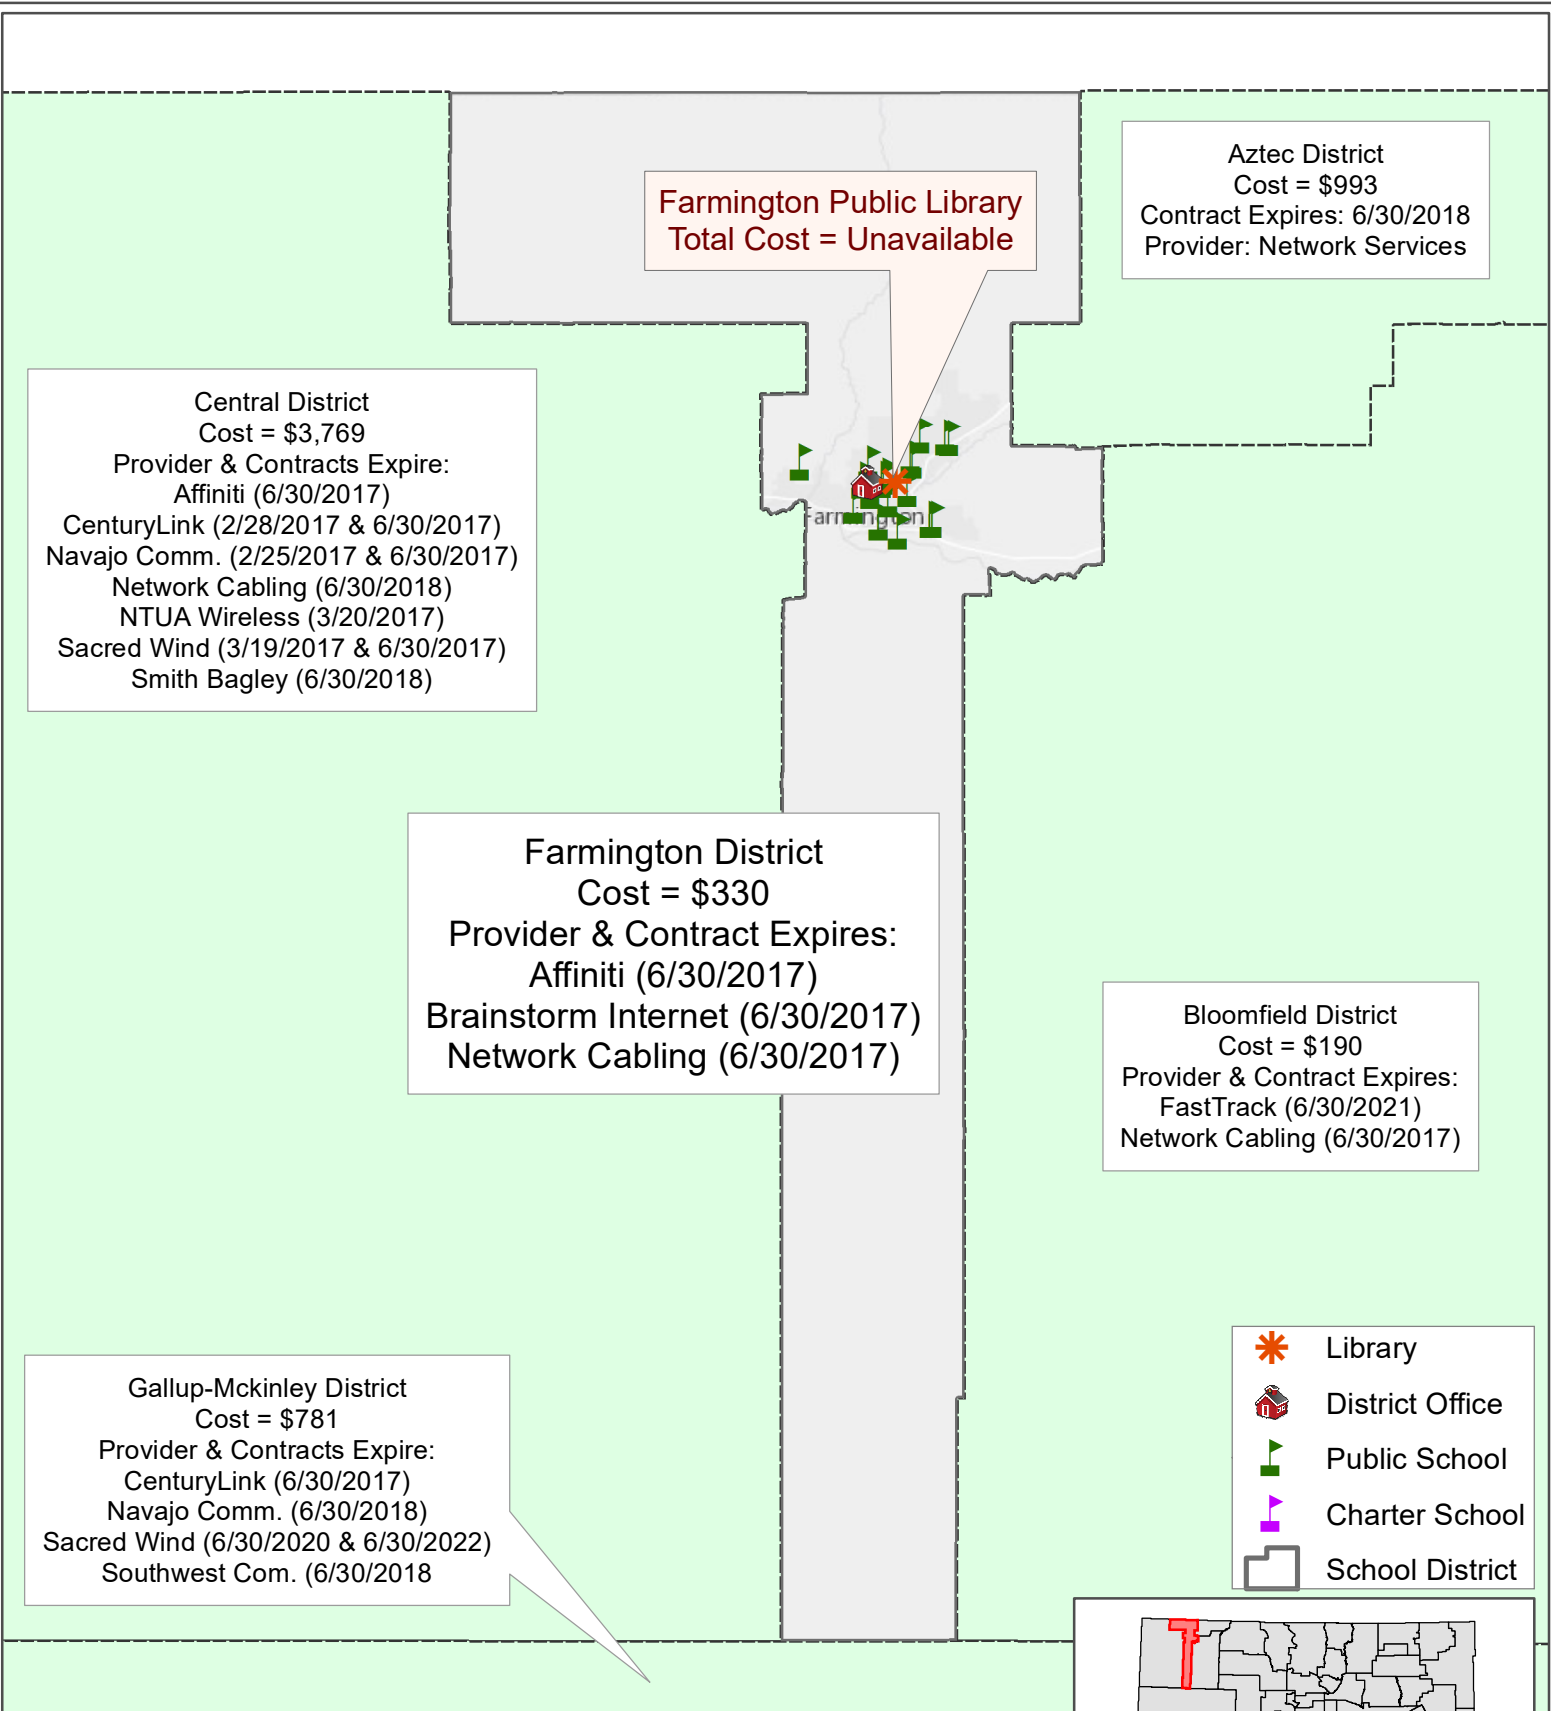 Aztec District
Cost = $993
Contract Expires: 6/30/2018
Provider: Network Services
Farmington Public Library
Total Cost = Unavailable
Central District
Cost = $3,769
Provider & Contracts Expire:
Affiniti (6/30/2017)
CenturyLink (2/28/2017 & 6/30/2017)
Navajo Comm. (2/25/2017 & 6/30/2017)
Network Cabling (6/30/2018)
NTUA Wireless (3/20/2017)
Sacred Wind (3/19/2017 & 6/30/2017)
Smith Bagley (6/30/2018)
Farmington
Farmington District
Cost = $330
Provider & Contract Expires:
Affiniti (6/30/2017)
Brainstorm Internet (6/30/2017)
Network Cabling (6/30/2017)
Bloomfield District
Cost = $190
Provider & Contract Expires:
FastTrack (6/30/2021)
Network Cabling (6/30/2017)
Gallup-Mckinley District
Cost = $781
Provider & Contracts Expire:
CenturyLink (6/30/2017)
Navajo Comm. (6/30/2018)
Sacred Wind (6/30/2020 & 6/30/2022)
Southwest Com. (6/30/2018
Library
District Office
Public School
Charter School
School District